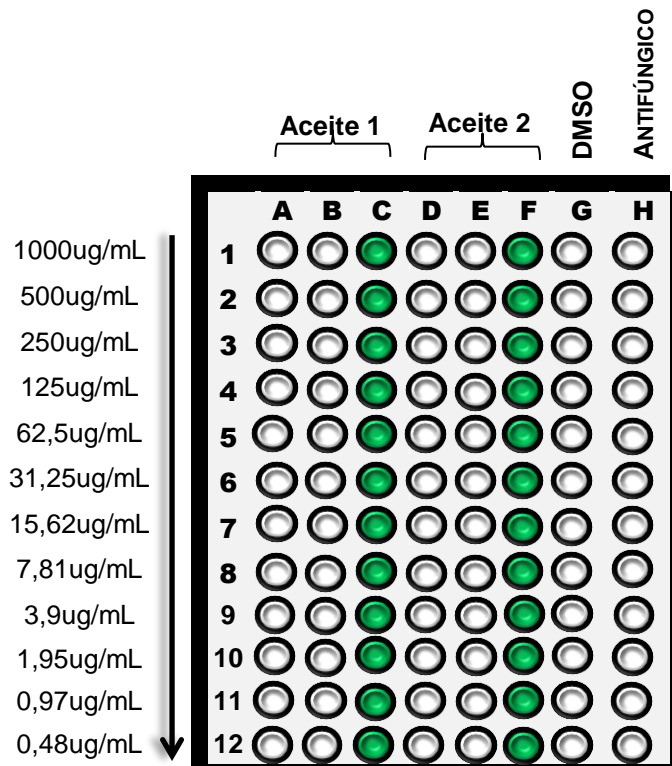 Aceite 1
Aceite 2
DMSO
ANTIFÚNGICO
A B C D E F G H
1000ug/mL 1
500ug/mL 2
250ug/mL 3
125ug/mL 4
62,5ug/mL 5
31,25ug/mL 6
15,62ug/mL 7
7,81ug/mL 8
3,9ug/mL 9
1,95ug/mL 10
0,97ug/mL 11
0,48ug/mL 12